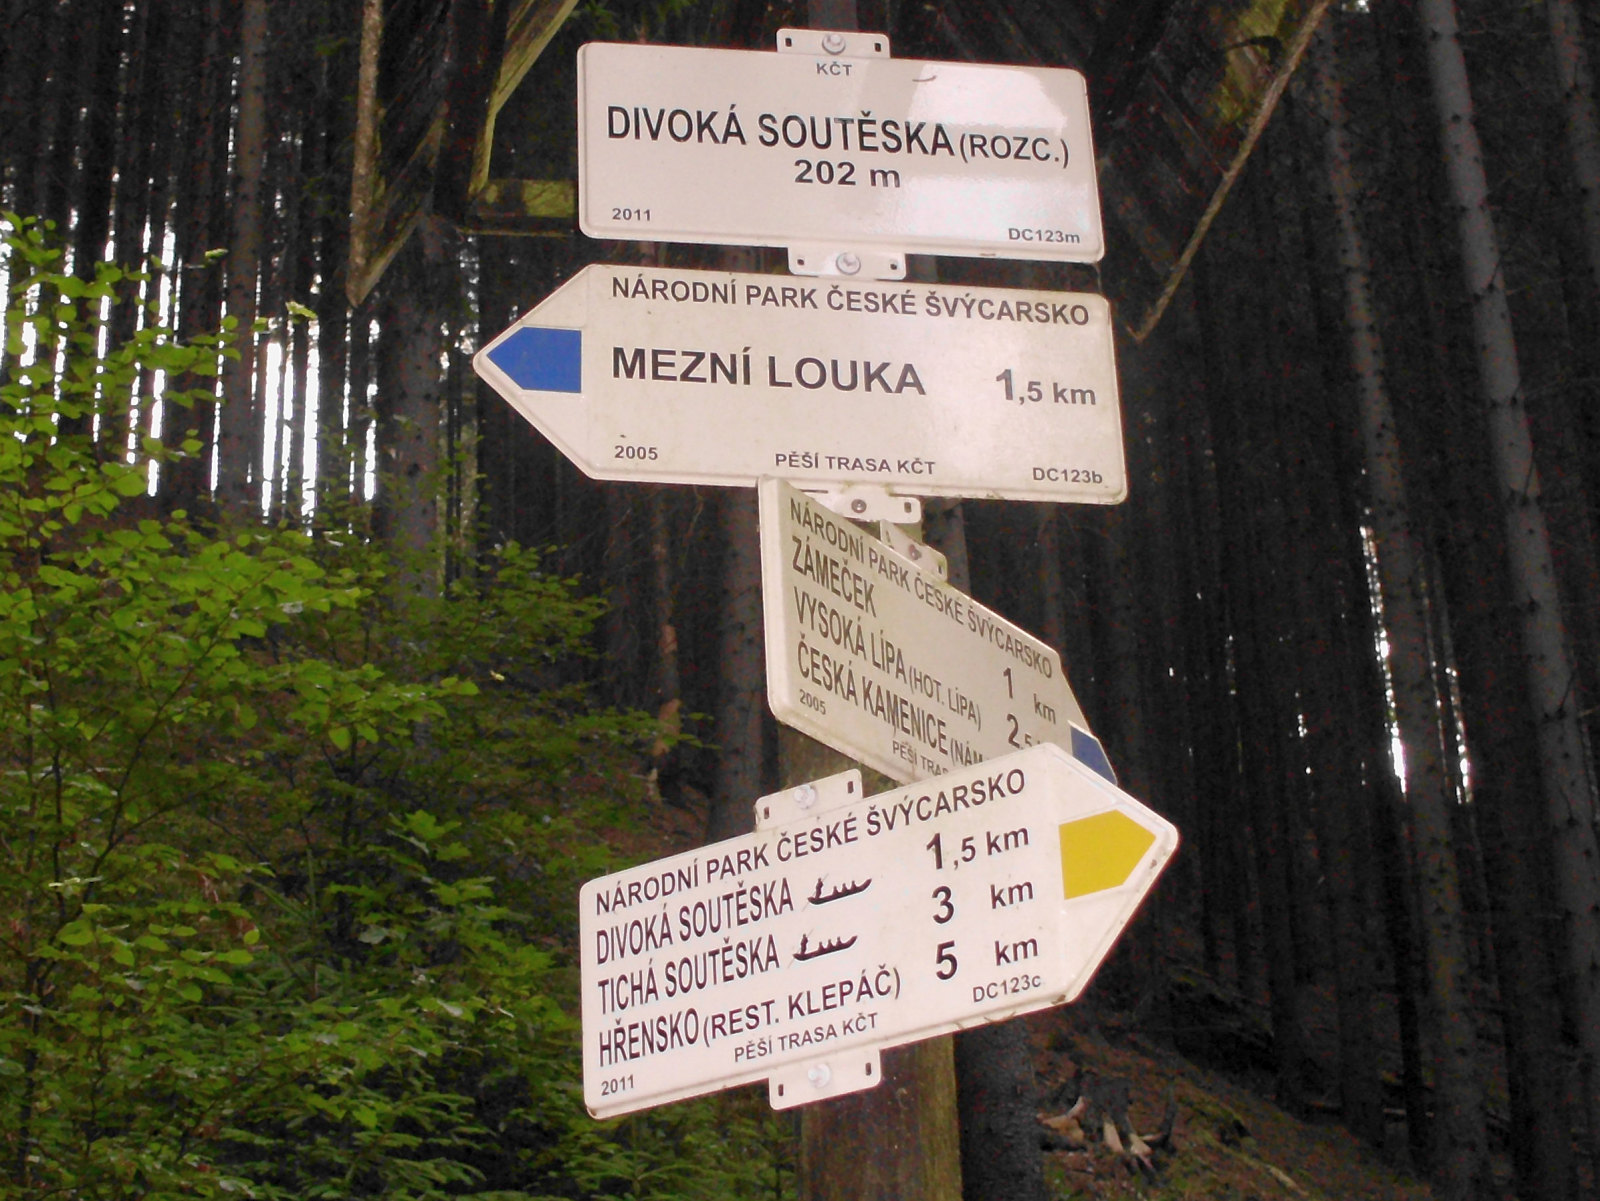 KČT
DIVOKÁ SOUTĚSKA (ROZC.)
202 m
2011 DC123m
NÁRODNÍ PARK ČESKÉ ŠVÝCARSKO
MEZNÍ LOUKA 1,5 km
2005 PĚŠÍ TRASA KČT DC123b
NÁRODNÍ PARK ČESKÉ ŠVÝCARSKO
ZÁMEČEK 1 km
VYSOKÁ LÍPA (HOT. LÍPA) 2,5
ČESKÁ KAMENICE
2005 PĚŠÍ
NÁRODNÍ PARK ČESKÉ ŠVÝCARSKO
DIVOKÁ SOUTĚSKA 1,5 km
TICHÁ SOUTĚSKA 3 km
HŘENSKO (REST. KLEPÁČ) 5 km
2011 PĚŠÍ TRASA KČT DC123c